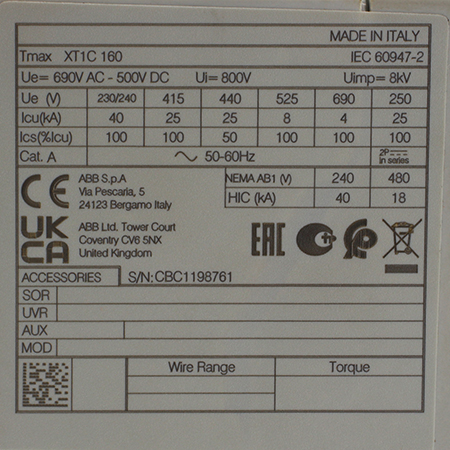 MADE IN ITALY
Tmax XT1C 160 IEC 60947-2
Ue= 690V AC - 500V DC Ui= 800V Uimp= 8kV
Ue (V) 230/240 415 440 525 690 250
Icu(kA) 40 25 25 8 4 25
Ics(%Icu) 100 100 50 100 100 100
Cat. A ~ 50-60Hz 2P in series
CE ABB S.p.A NEMA AB1 (V) 240 480
Via Pescaria, 5 HIC (kA) 40 18
24123 Bergamo Italy
UK CA ABB Ltd. Tower Court
Coventry CV6 5NX
United Kingdom
EAC
ACCESSORIES S/N:CBC1198761
SOR
UVR
AUX
MOD
Wire Range Torque